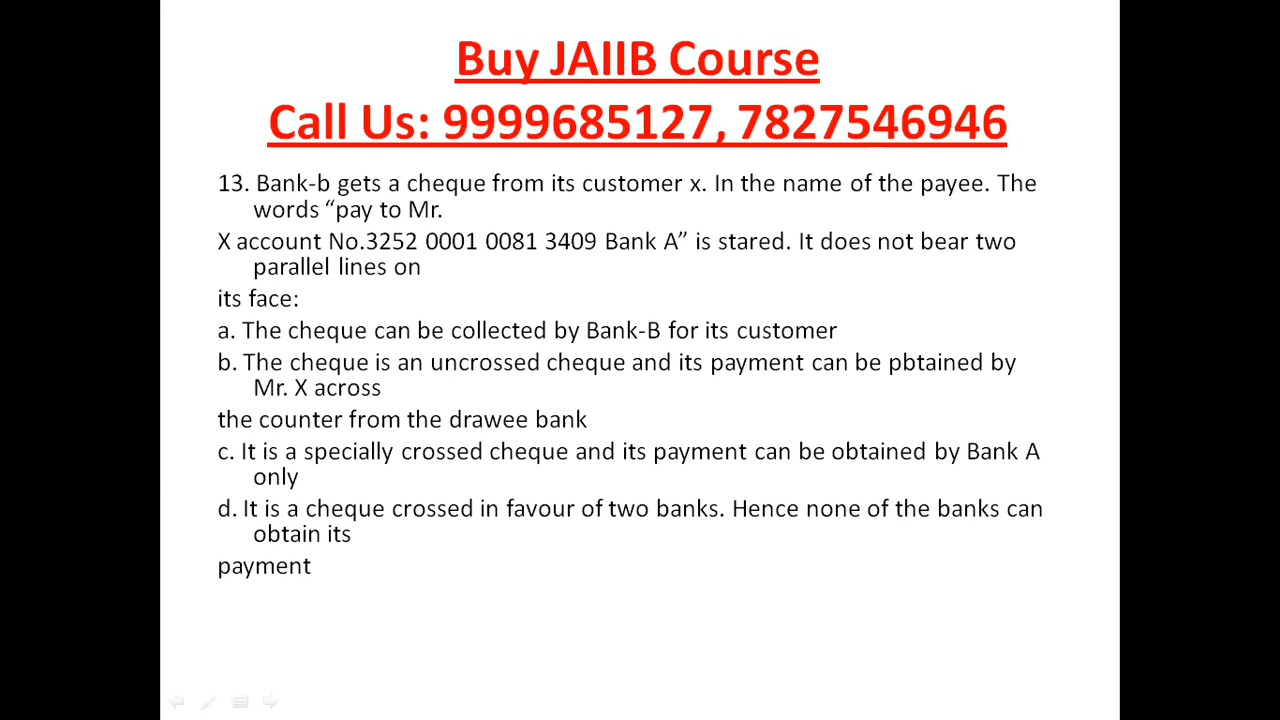 Buy JAIIB Course
Call Us: 9999685127, 7827546946
13. Bank-b gets a cheque from its customer x. In the name of the payee. The
words “pay to Mr.
X account No.3252 0001 0081 3409 Bank A” is stared. It does not bear two
parallel lines on
its face:
a. The cheque can be collected by Bank-B for its customer
b. The cheque is an uncrossed cheque and its payment can be pbtained by
Mr. X across
the counter from the drawee bank
c. It is a specially crossed cheque and its payment can be obtained by Bank A
only
d. It is a cheque crossed in favour of two banks. Hence none of the banks can
obtain its
payment